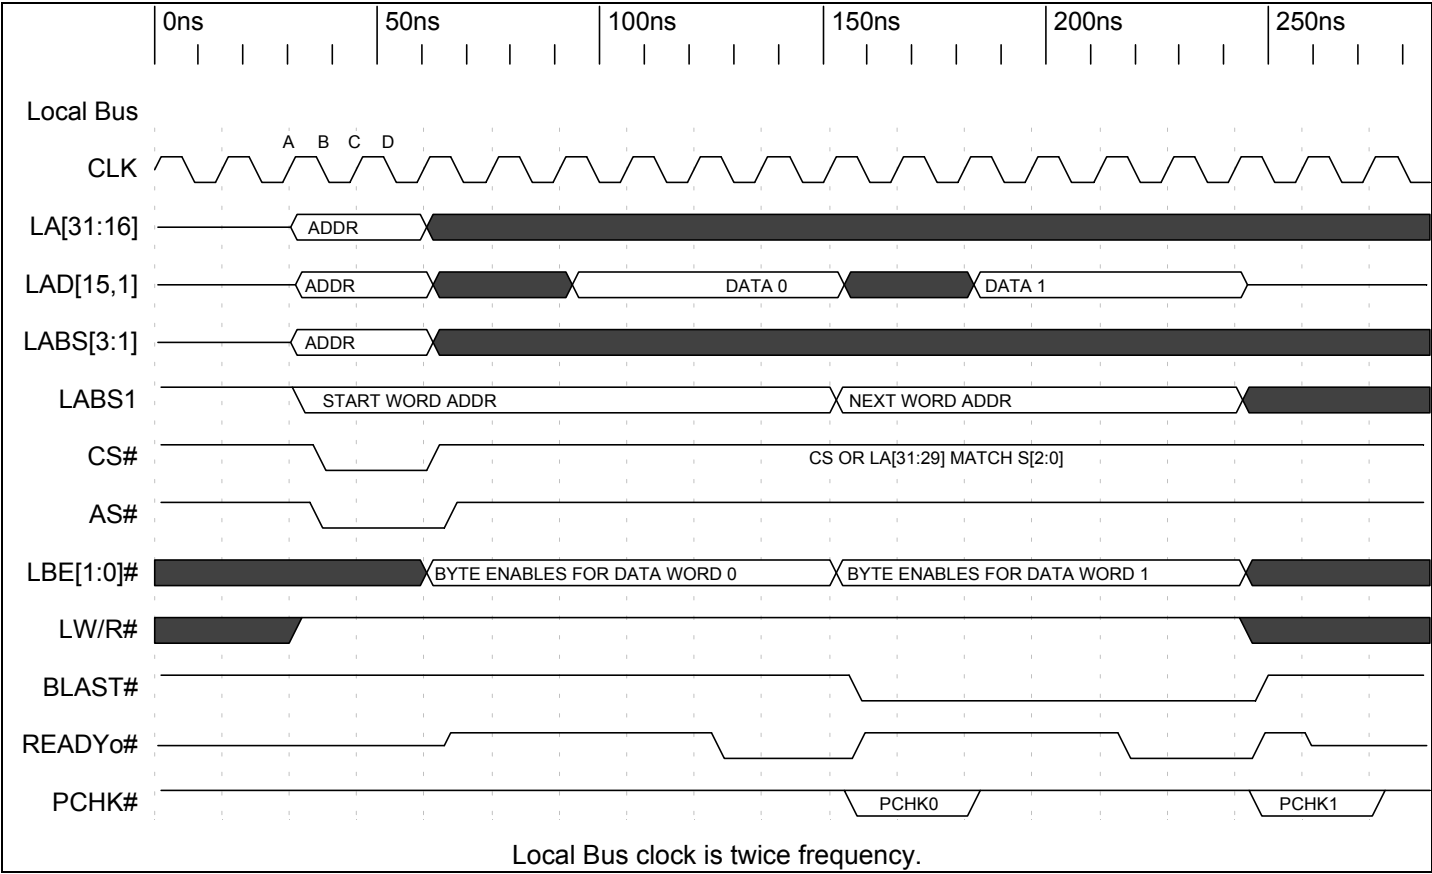 0ns 50ns 100ns 150ns 200ns 250ns
Local Bus
A B C D
CLK
LA[31:16] ADDR
LAD[15,1] ADDR DATA 0 DATA 1
LABS[3:1] ADDR
LABS1 START WORD ADDR NEXT WORD ADDR
CS# CS OR LA[31:29] MATCH S[2:0]
AS#
LBE[1:0]# BYTE ENABLES FOR DATA WORD 0 BYTE ENABLES FOR DATA WORD 1
LW/R#
BLAST#
READYo#
PCHK# PCHK0 PCHK1
Local Bus clock is twice frequency.